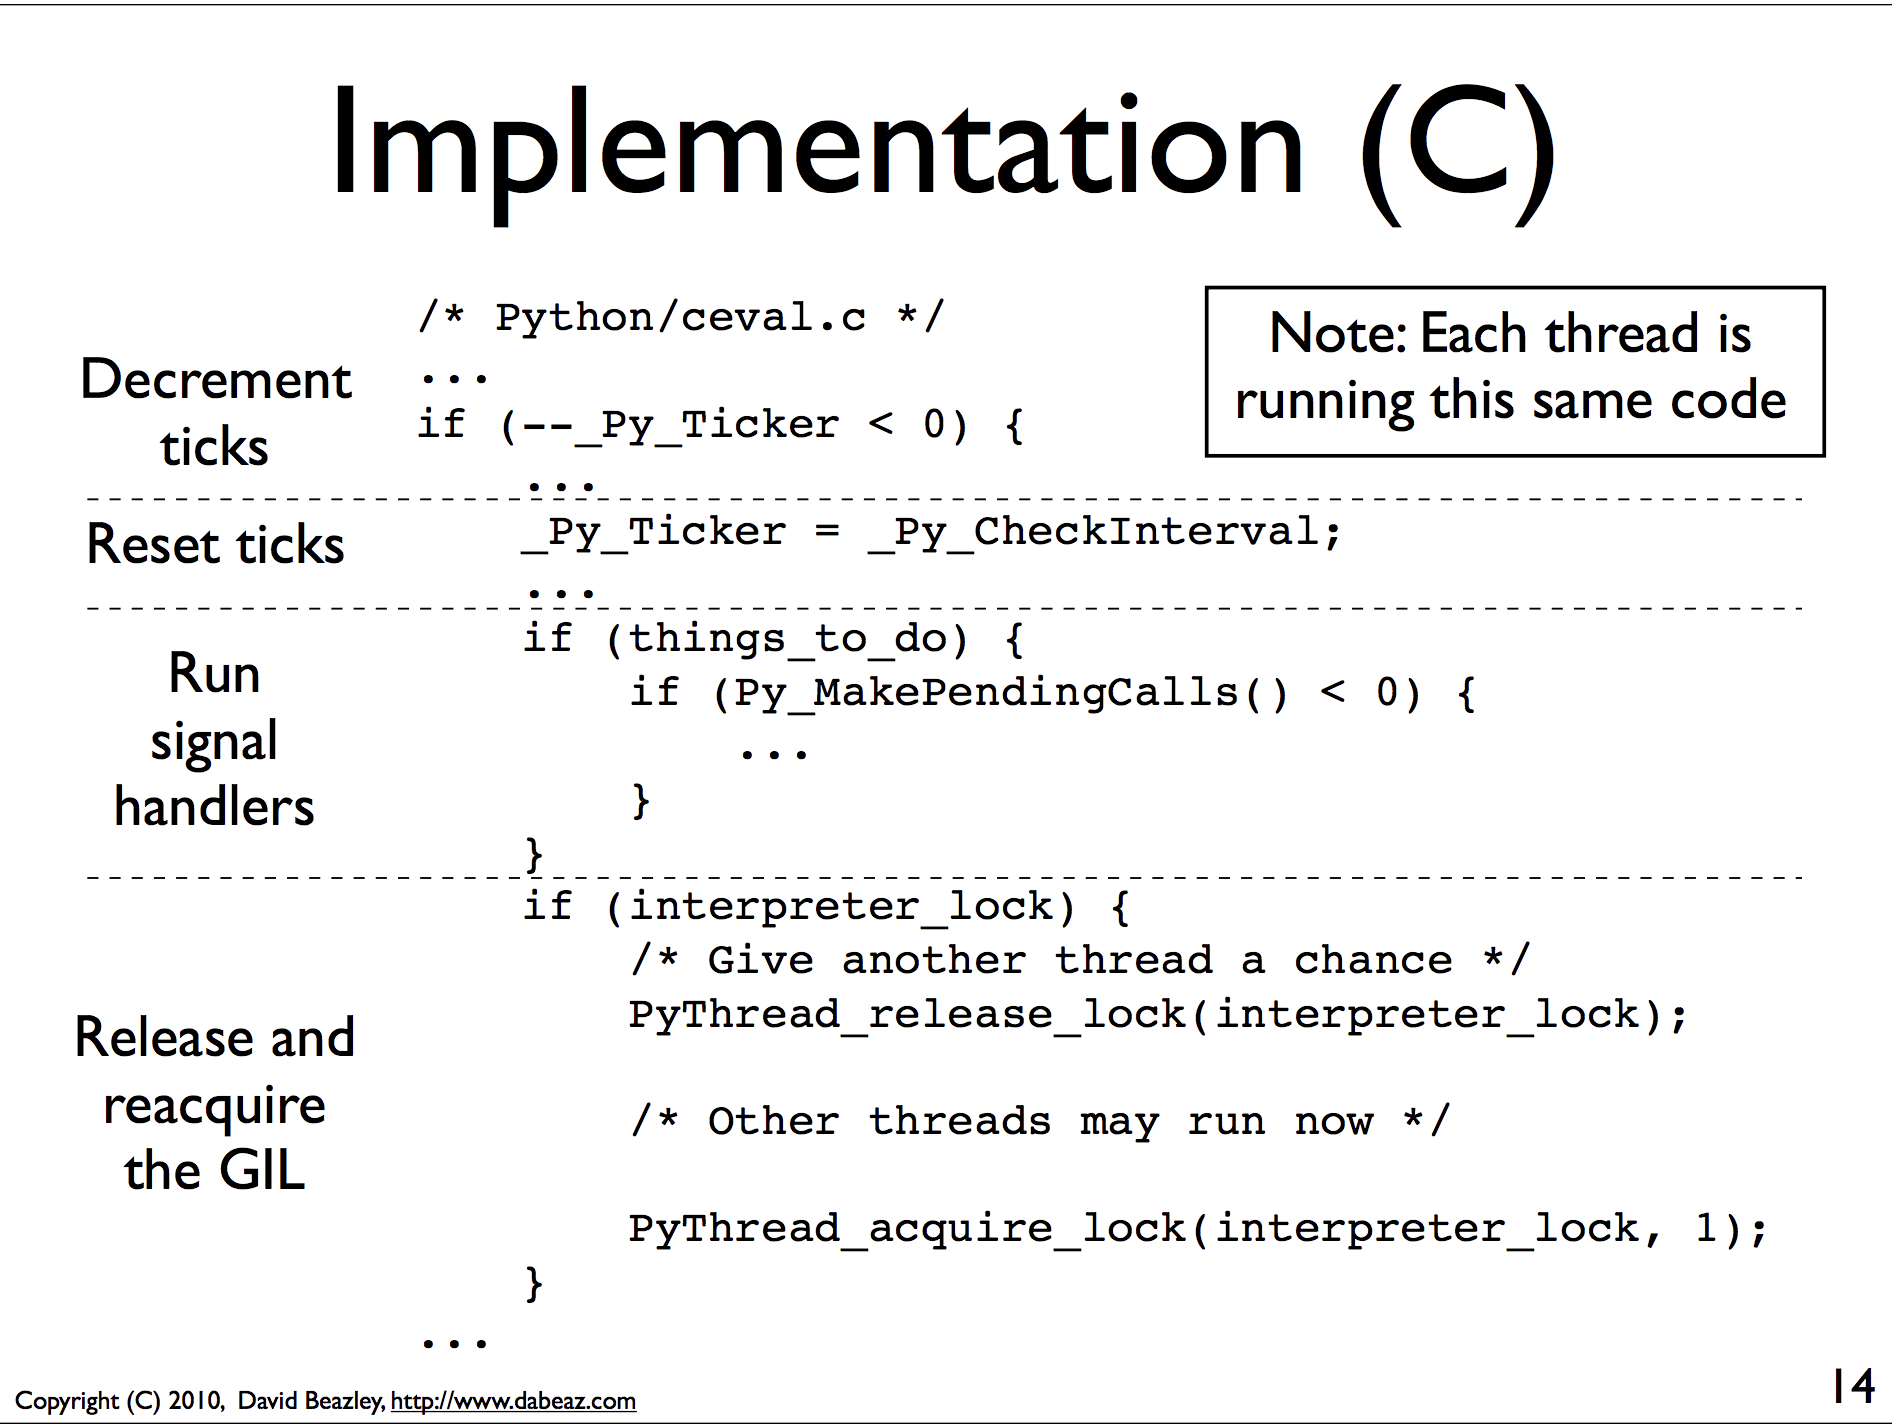 Implementation (C)
/* Python/ceval.c */
Note: Each thread is
running this same code
Decrement
ticks
...
if (--_Py_Ticker < 0) {
...
Reset ticks
_Py_Ticker = _Py_CheckInterval;
...
Run
signal
handlers
if (things_to_do) {
if (Py_MakePendingCalls() < 0) {
...
}
}
Release and
reacquire
the GIL
if (interpreter_lock) {
/* Give another thread a chance */
PyThread_release_lock(interpreter_lock);
/* Other threads may run now */
PyThread_acquire_lock(interpreter_lock, 1);
}
...
Copyright (C) 2010, David Beazley, http://www.dabeaz.com
14